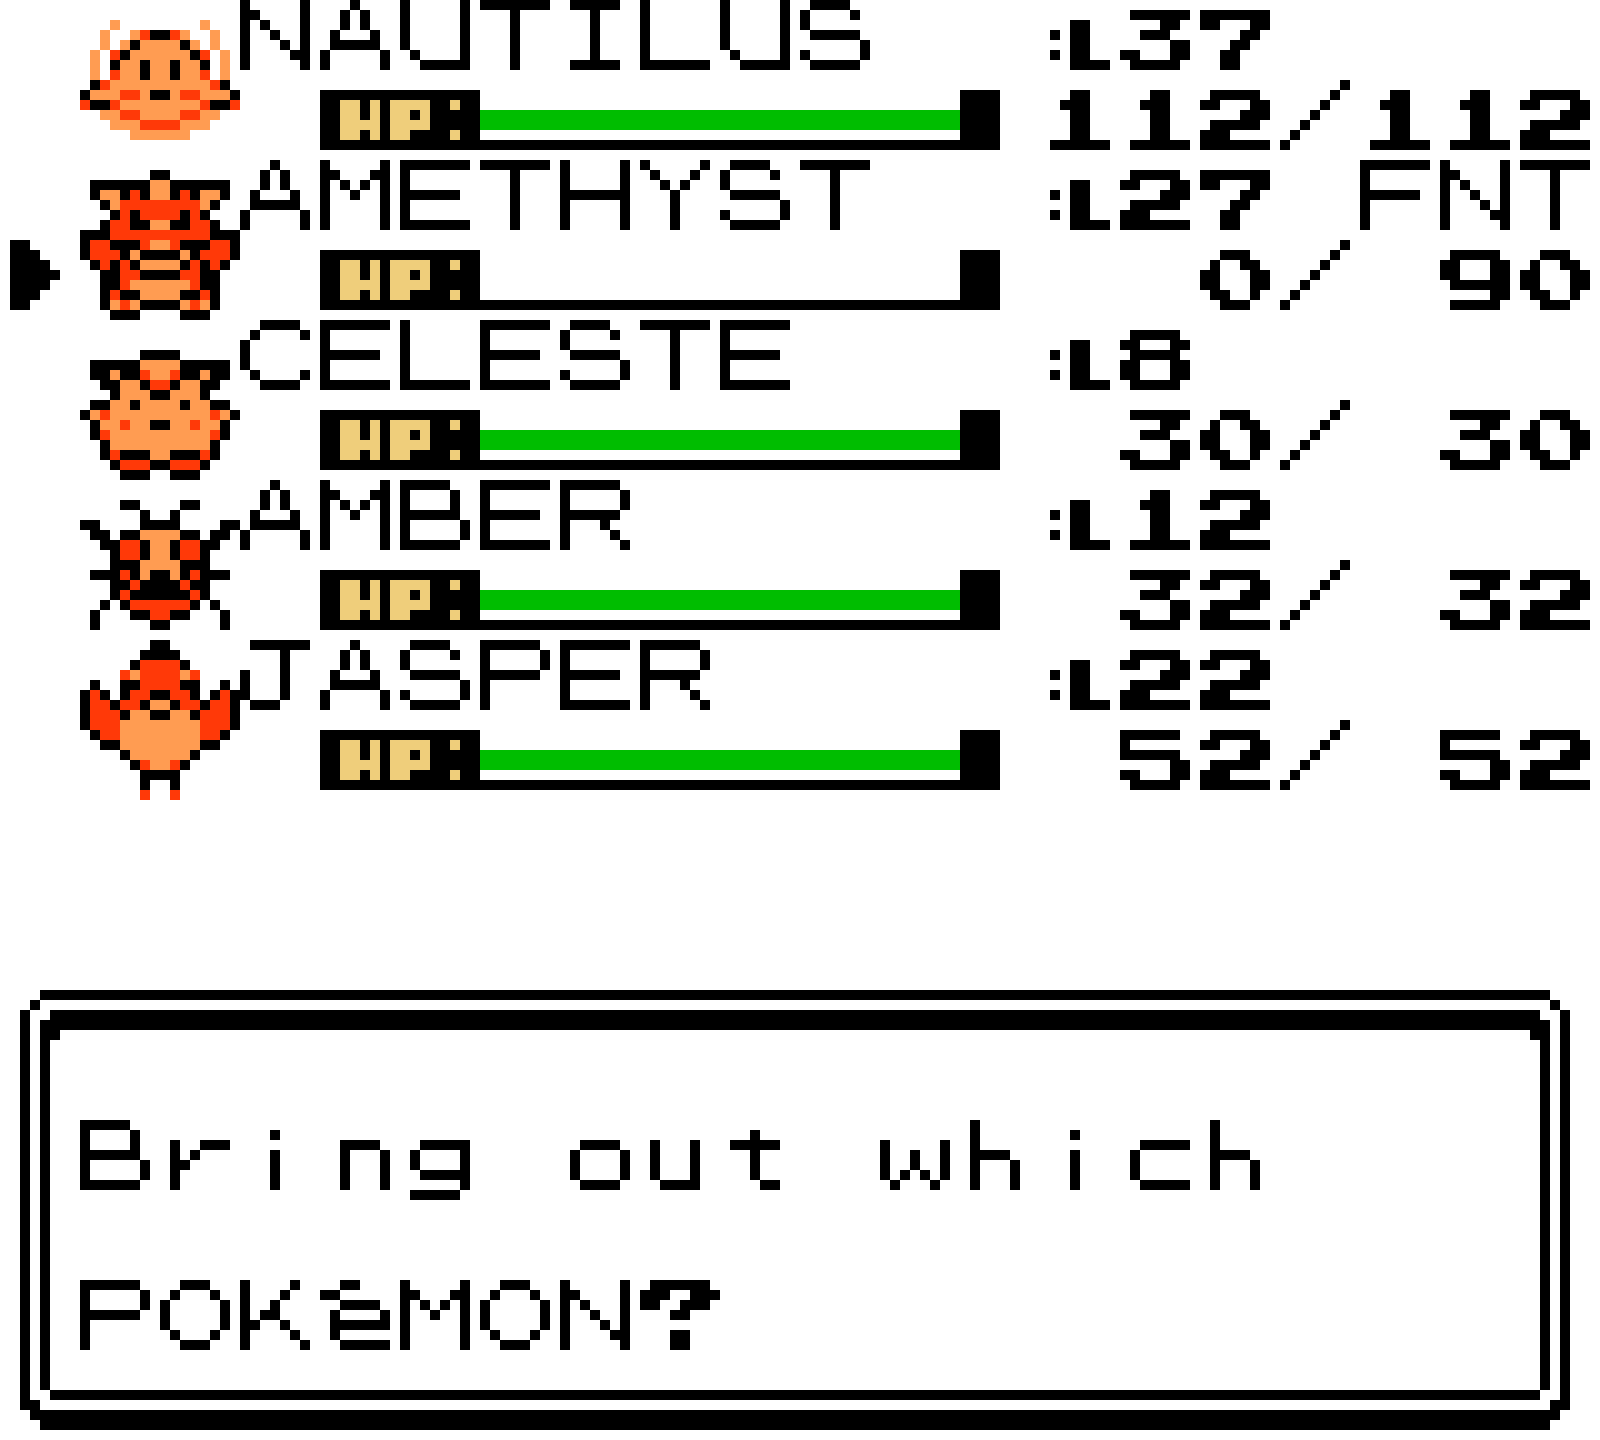 NAUTILUS :L37
HP: 112/112
AMETHYST :L27 FNT
HP: 0/ 90
CELESTE :L8
HP: 30/ 30
AMBER :L12
HP: 32/ 32
JASPER :L22
HP: 52/ 52
Bring out which
POKéMON?